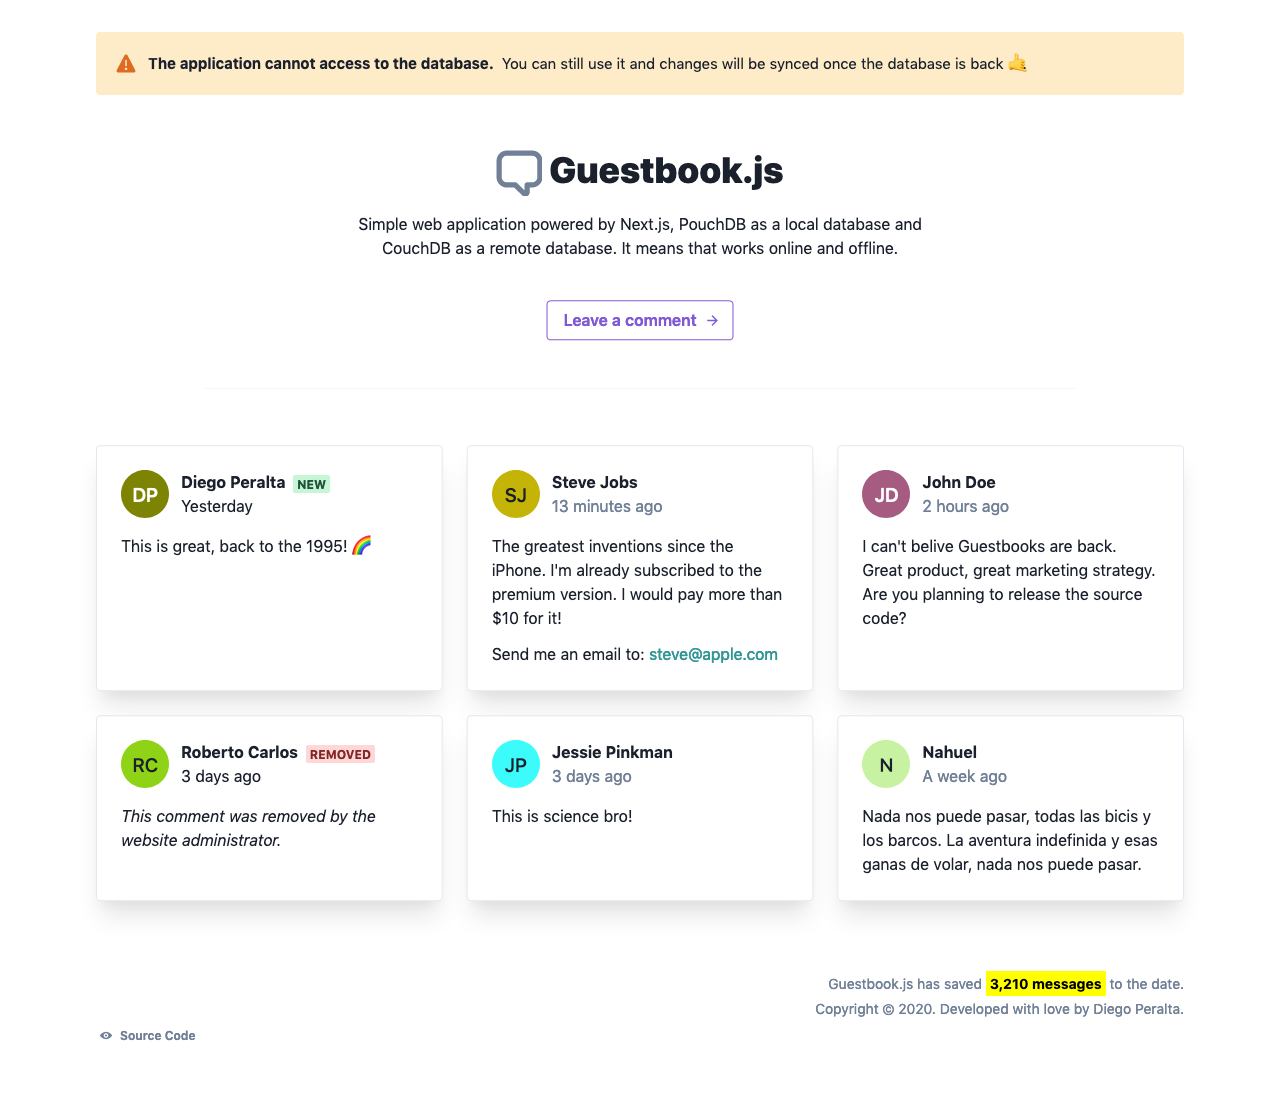 The application cannot access to the database. You can still use it and changes will be synced once the database is back 🤙
Guestbook.js
Simple web application powered by Next.js, PouchDB as a local database and
CouchDB as a remote database. It means that works online and offline.
Leave a comment →
DP
Diego Peralta NEW
Yesterday
This is great, back to the 1995! 🌈
SJ
Steve Jobs
13 minutes ago
The greatest inventions since the
iPhone. I'm already subscribed to the
premium version. I would pay more than
$10 for it!
Send me an email to: steve@apple.com
JD
John Doe
2 hours ago
I can't belive Guestbooks are back.
Great product, great marketing strategy.
Are you planning to release the source
code?
RC
Roberto Carlos REMOVED
3 days ago
This comment was removed by the
website administrator.
JP
Jessie Pinkman
3 days ago
This is science bro!
N
Nahuel
A week ago
Nada nos puede pasar, todas las bicis y
los barcos. La aventura indefinida y esas
ganas de volar, nada nos puede pasar.
Guestbook.js has saved 3,210 messages to the date.
Copyright © 2020. Developed with love by Diego Peralta.
Source Code